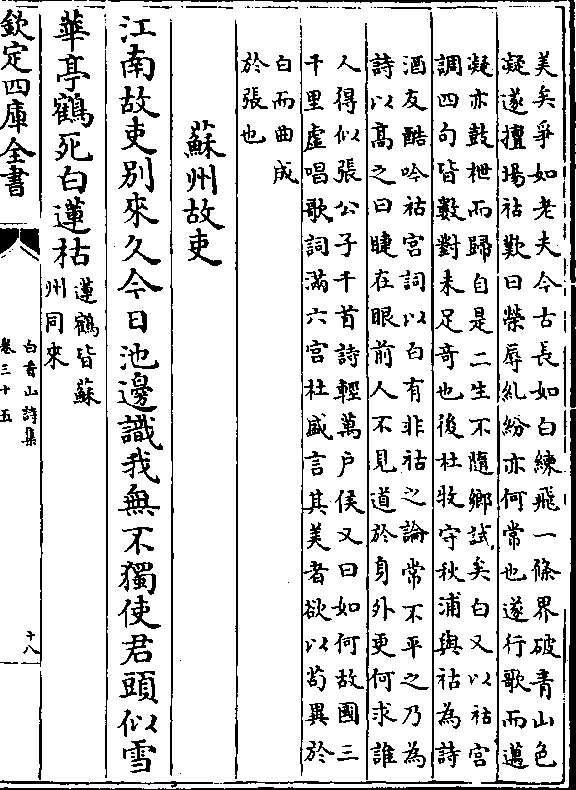 美矣爭如老夫今古長如白練飛一條界破青山色
凝遂擅場祜歎曰榮辱糺紛亦何常也遂行歌而邁
凝亦鼓枻而歸自是二生不隨鄉試矣白又以祜宮
調四句皆數對未足奇也後杜牧守秋浦與祜為詩
酒友酷吟祜宮詞以白有非祜之論常不平之乃為
詩以高之曰睫在眼前人不見道於身外更何求誰
人得似張公子千首詩輕萬户侯又曰如何故國三
千里虛唱歌詞滿六宮杜盛言其美者欲以苟異於
白而曲成
於張也
蘇州故吏
江南故吏別來久今日池邊識我無不獨使君頭似雪
華亭鶴死白蓮枯
蓮鶴皆蘇
州同來
欽定四庫全書
白香山詩集
卷三十五
十八